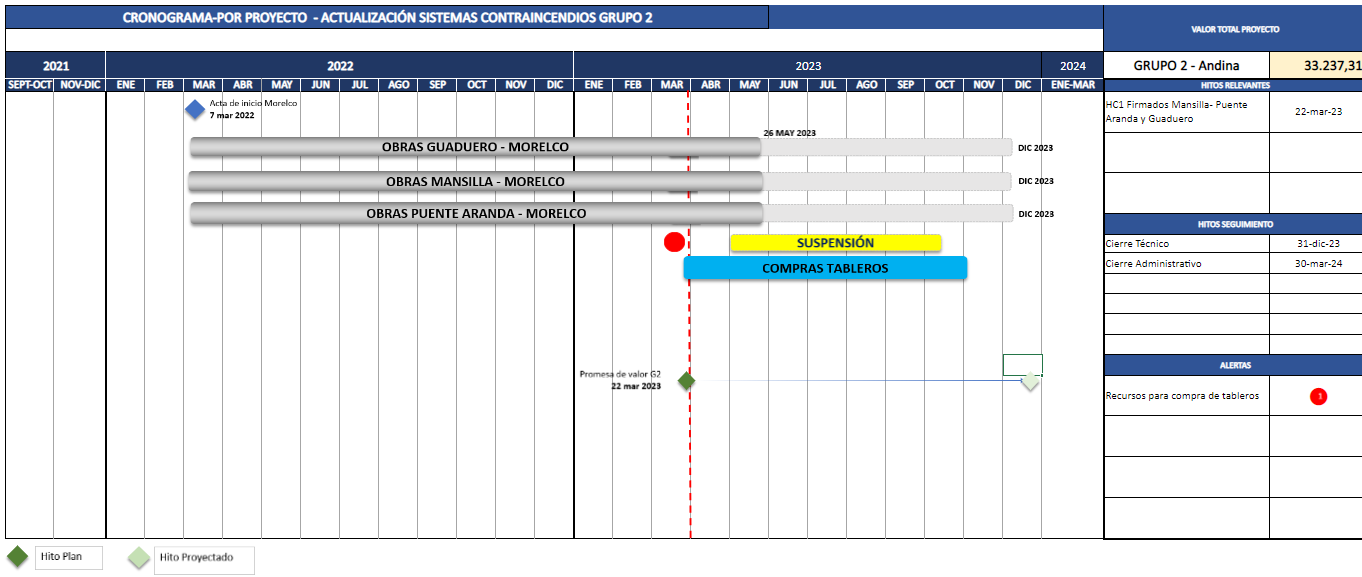 CRONOGRAMA-POR PROYECTO - ACTUALIZACIÓN SISTEMAS CONTRAINCENDIOS GRUPO 2
VALOR TOTAL PROYECTO
2021 2022 2023 2024 GRUPO 2 - Andina 33.237,31
SEPT-OCT NOV-DIC ENE FEB MAR ABR MAY JUN JUL AGO SEP OCT NOV DIC ENE FEB MAR ABR MAY JUN JUL AGO SEP OCT NOV DIC ENE-MAR HITOS RELEVANTES
Acta de inicio Morelco
7 mar 2022
HC1 Firmados Mansilla- Puente
Aranda y Guaduero 22-mar-23
26 MAY 2023
OBRAS GUADUERO - MORELCO DIC 2023
OBRAS MANSILLA - MORELCO DIC 2023
OBRAS PUENTE ARANDA - MORELCO DIC 2023
HITOS SEGUIMIENTO
SUSPENSIÓN
Cierre Técnico 31-dic-23
COMPRAS TABLEROS
Cierre Administrativo 30-mar-24
ALERTAS
Promesa de valor G2
22 mar 2023
Recursos para compra de tableros 1
Hito Plan Hito Proyectado